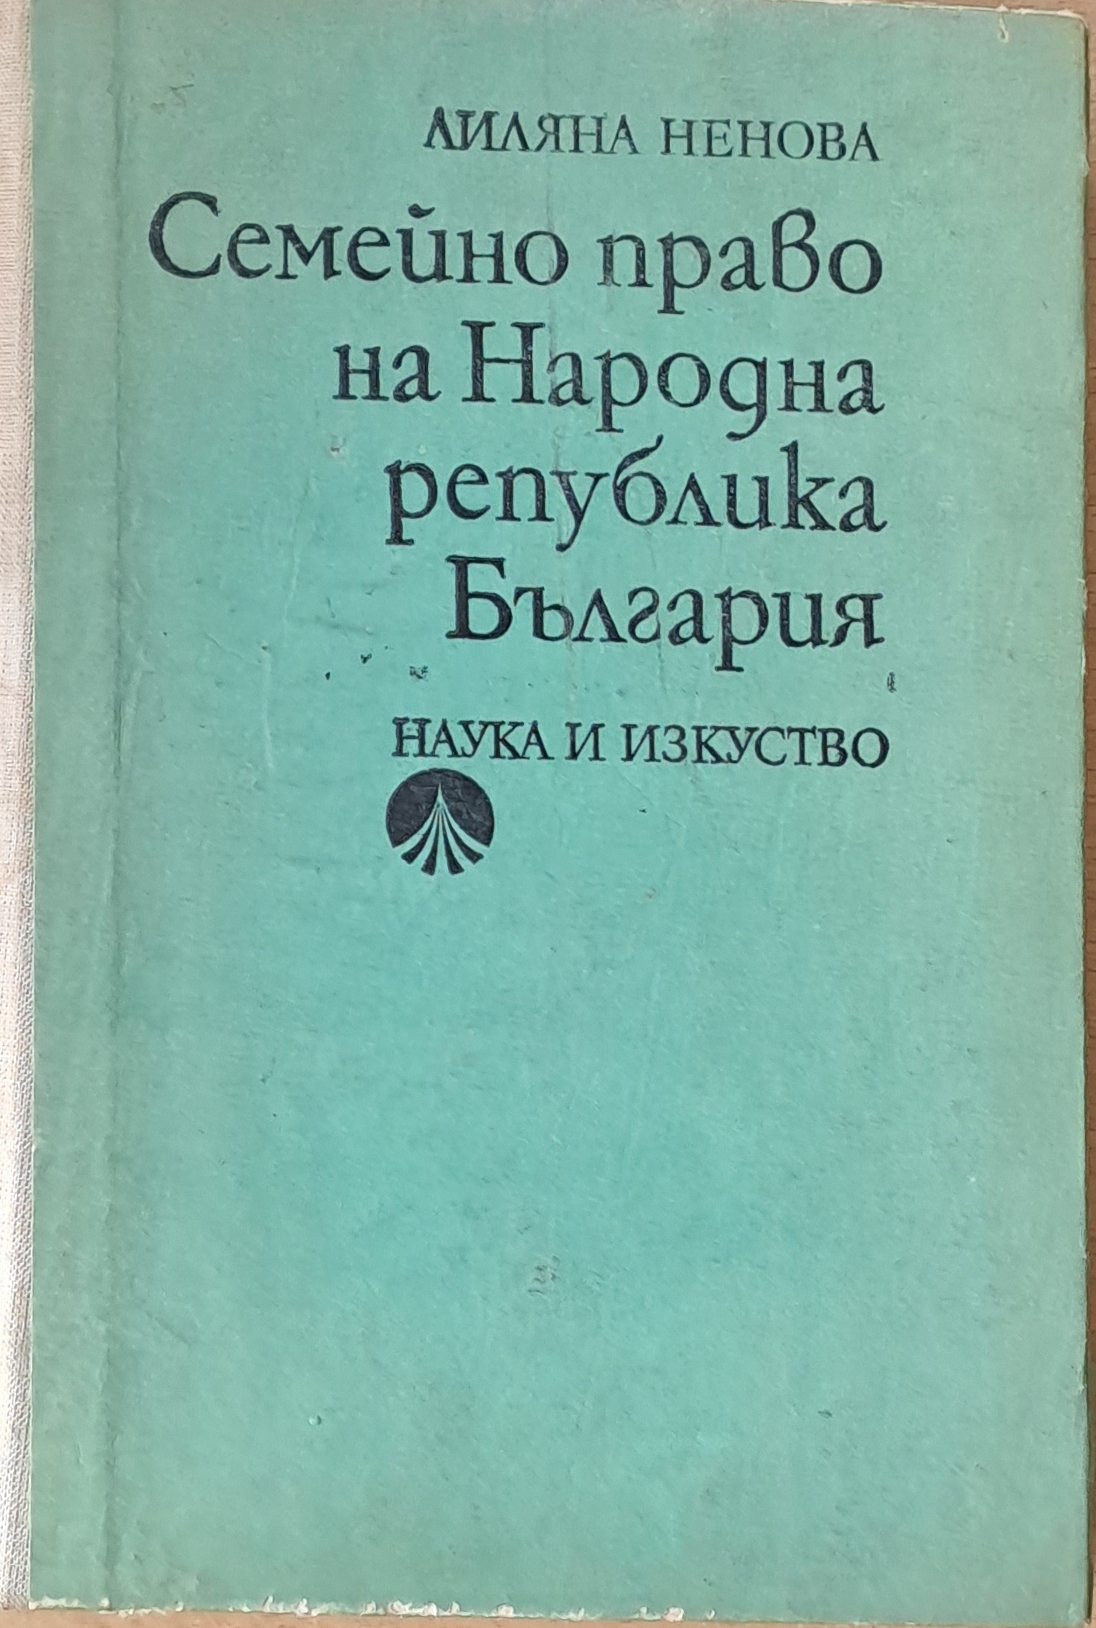 ЛИЛЯНА НЕНОВА
Семейно право
на Народна
република
България
НАУКА И ИЗКУСТВО